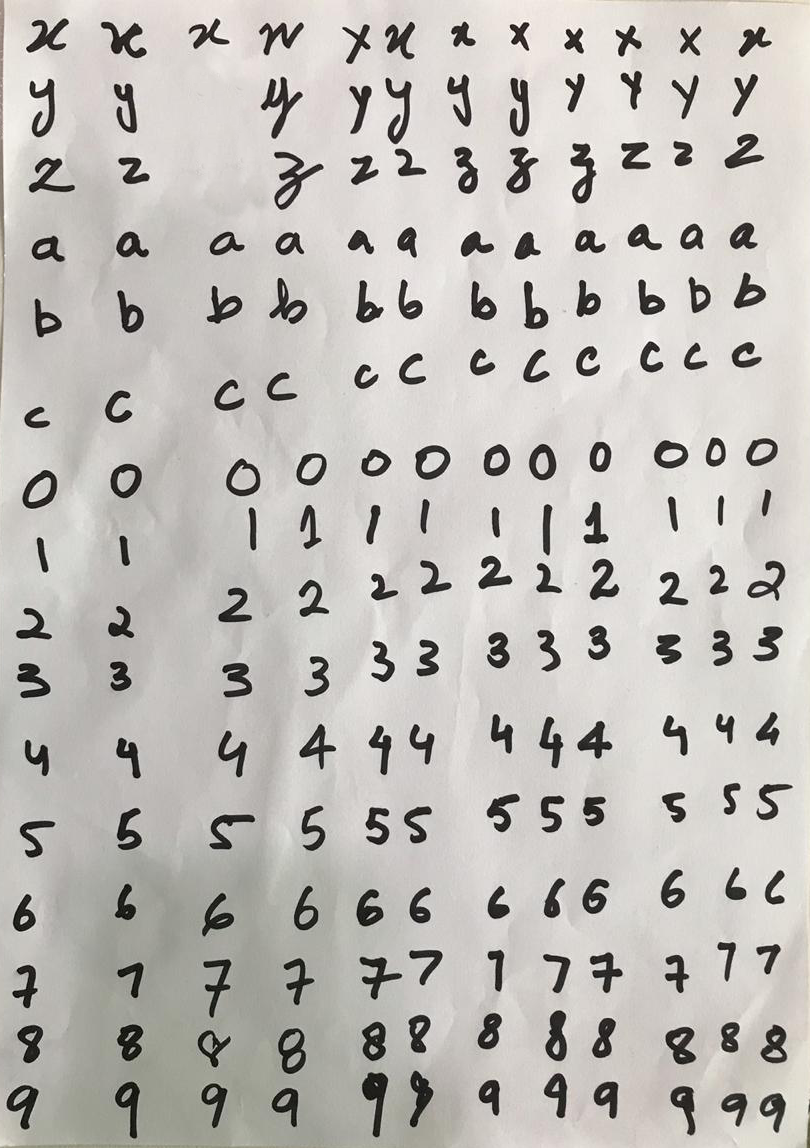 x x x x x x x x x x x x
y y y y y y y y y y y
z z z z z z z z z z z
a a a a a a a a a a a a
b b b b b b b b b b b b
c c c c c c c c c c c c
0 0 0 0 0 0 0 0 0 0 0 0
1 1 1 1 1 1 1 1 1 1 1 1
2 2 2 2 2 2 2 2 2 2 2 2
3 3 3 3 3 3 3 3 3 3 3 3
4 4 4 4 4 4 4 4 4 4 4 4
5 5 5 5 5 5 5 5 5 5 5 5
6 6 6 6 6 6 6 6 6 6 6 6
7 7 7 7 7 7 7 7 7 7 7 7
8 8 8 8 8 8 8 8 8 8 8 8
9 9 9 9 9 9 9 9 9 9 9 9